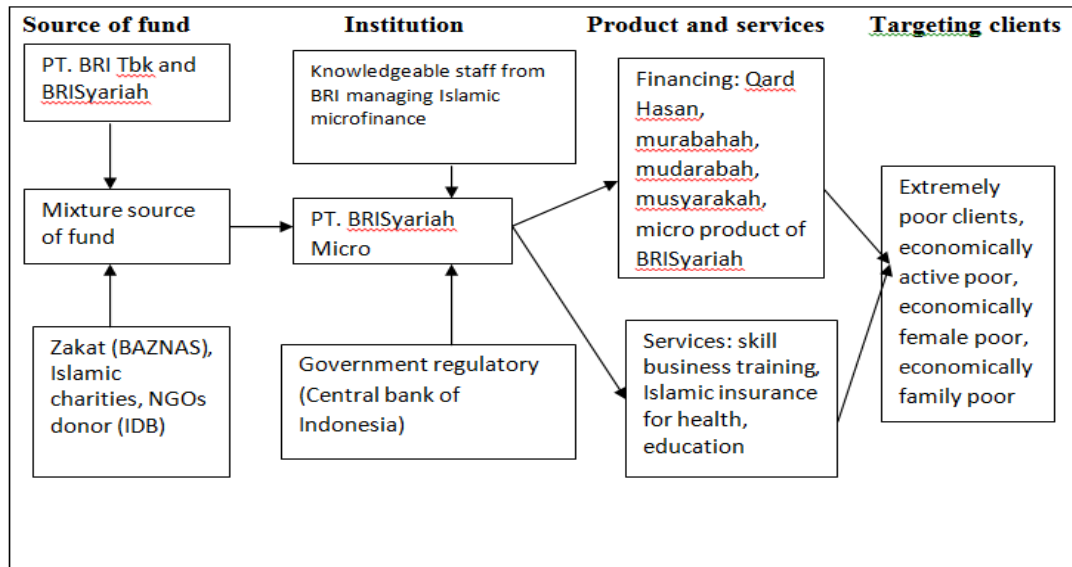 Source of fund
Institution
Product and services
Targeting clients
PT. BRI Tbk and
BRISyariah
Mixture source
of fund
Zakat (BAZNAS),
Islamic
charities, NGOs
donor (IDB)
Knowledgeable staff from
BRI managing Islamic
microfinance
PT. BRISyariah
Micro
Government regulatory
(Central bank of
Indonesia)
Financing: Qard
Hasan,
murabahah,
mudarabah,
musyarakah,
micro product of
BRISyariah
Services: skill
business training,
Islamic insurance
for health,
education
Extremely
poor clients,
economically
active poor,
economically
female poor,
economically
family poor